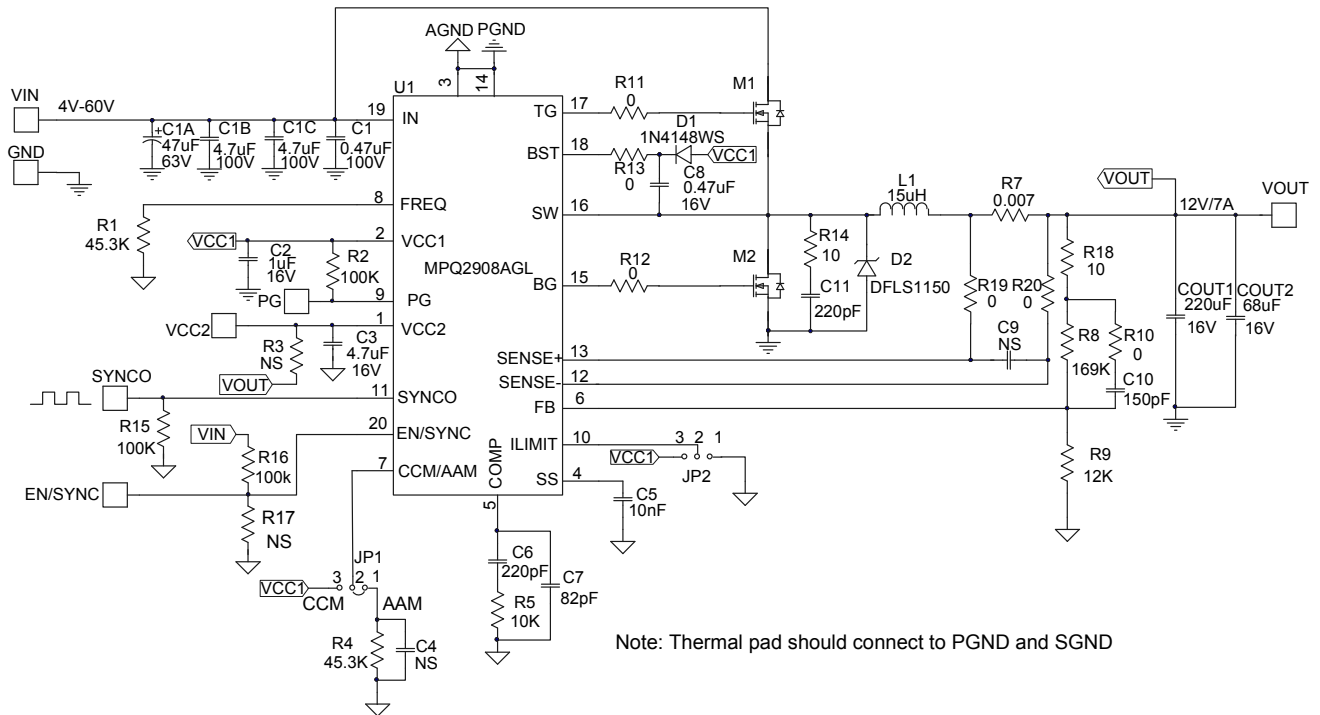 AGND PGND
U1
3
14
VIN
4V-60V
GND
+C1A
47uF
63V
C1B
4.7uF
100V
C1C
4.7uF
100V
C1
0.47uF
100V
19
IN
8
FREQ
R1
45.3K
2
VCC1
VCC1
C2
1uF
16V
R2
100K
MPQ2908AGL
PG
9
PG
1
VCC2
VCC2
R3
NS
C3
4.7uF
16V
VOUT
SYNCO
11
SYNCO
R15
100K
20
EN/SYNC
VIN
R16
100k
7
CCM/AAM
EN/SYNC
R17
NS
JP1
VCC1
3 2 1
CCM
AAM
R4
45.3K
C4
NS
COMP
5
C6
220pF
C7
82pF
R5
10K
TG
17
R11
0
M1
D1
1N4148WS
BST
18
R13
0
VCC1
C8
0.47uF
16V
SW
16
L1
15uH
R7
0.007
VOUT
12V/7A
VOUT
R14
10
D2
DFLS1150
C11
220pF
BG
15
R12
0
M2
R19
0
R20
0
R18
10
COUT1
220uF
16V
COUT2
68uF
16V
C9
NS
R8
169K
R10
0
C10
150pF
SENSE+
13
SENSE-
12
FB
6
R9
12K
ILIMIT
10
VCC1
3 2 1
JP2
SS
4
C5
10nF
Note: Thermal pad should connect to PGND and SGND